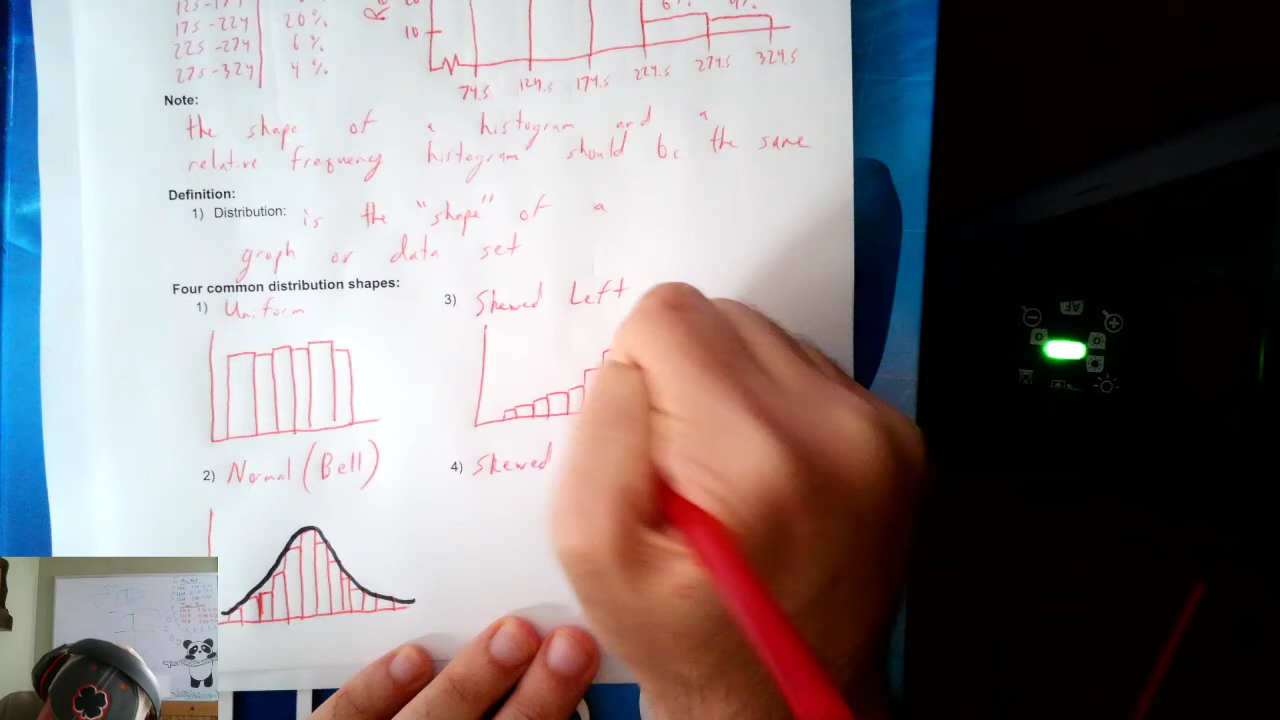 175-224 20%
225-274 6%
275-324 4%
10
6% 4%
74.5 124.5 174.5 224.5 274.5 324.5
Note:
the shape of a histogram and a
relative frequency histogram should be the same
Definition:
1) Distribution: is the "shape" of a
graph or data set
Four common distribution shapes:
1) Uniform
3) Skewed Left
2) Normal (Bell)
4) Skewed
AF